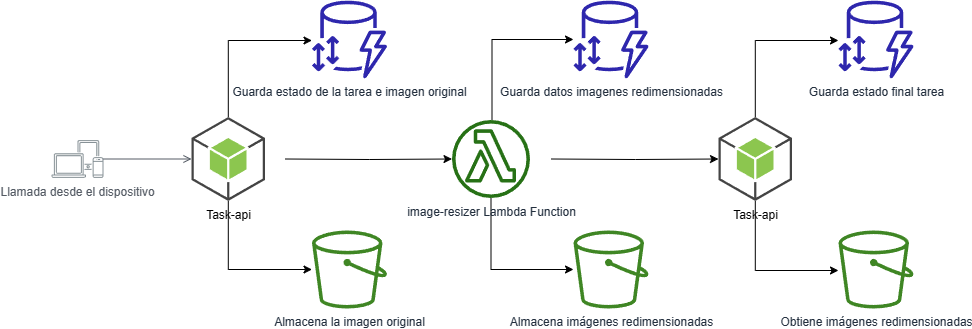 Guarda estado de la tarea e imagen original
Guarda datos imagenes redimensionadas
Guarda estado final tarea
Llamada desde el dispositivo
Task-api
image-resizer Lambda Function
Task-api
Almacena la imagen original
Almacena imágenes redimensionadas
Obtiene imágenes redimensionadas